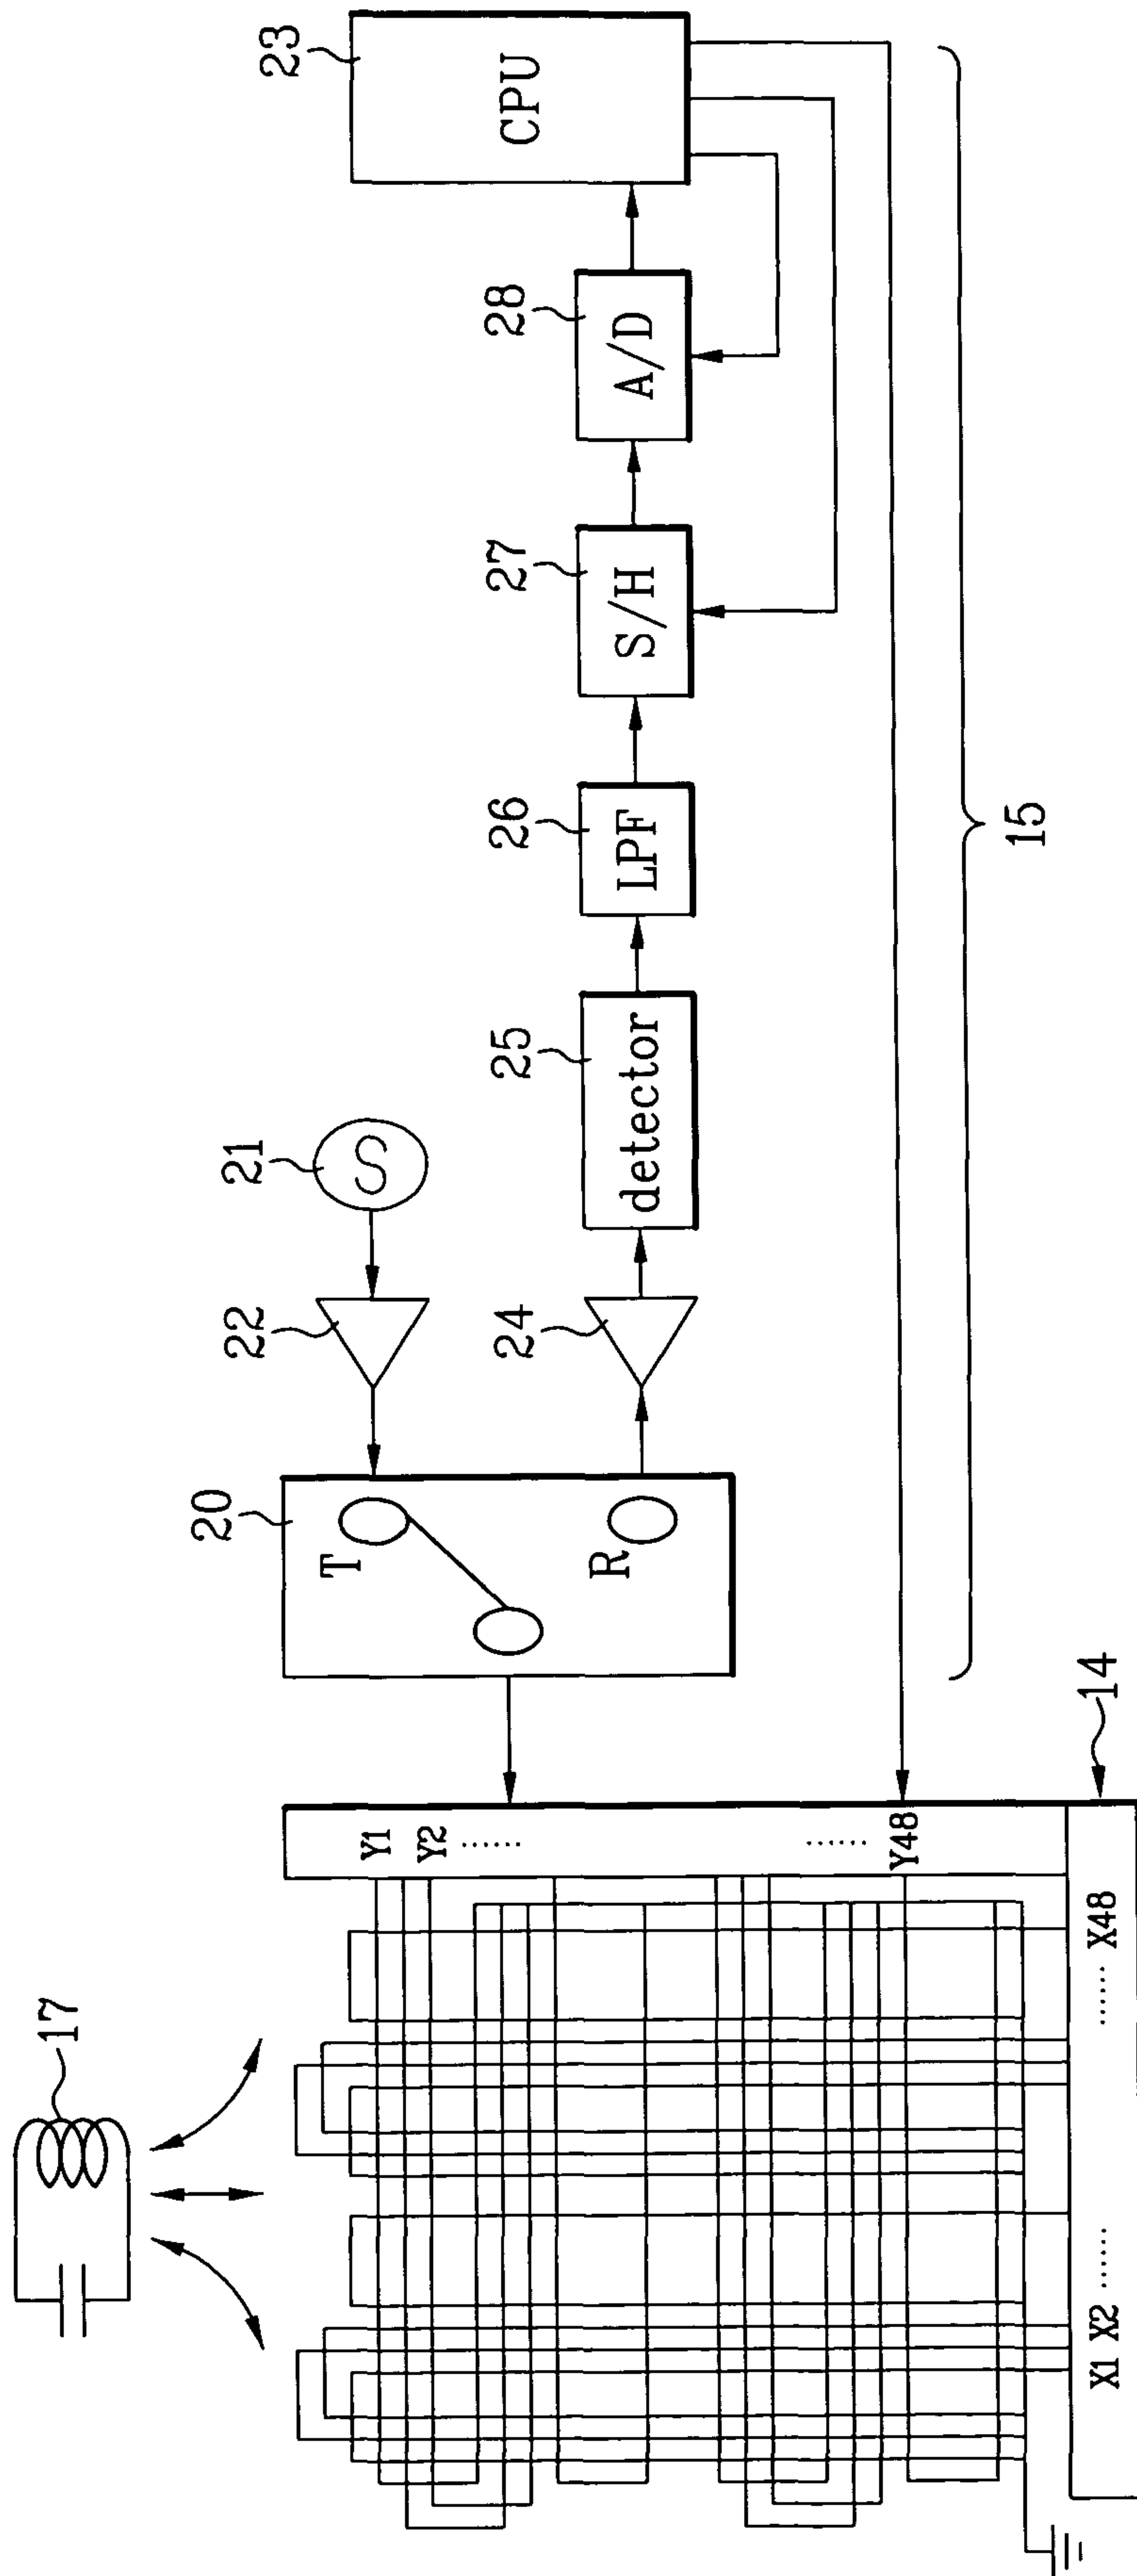 17
Y1
Y2 ......
...... Y48
X1 X2 ...... ...... X48
14
20
T
R
22
21
S
24
25
detector
26
LPF
27
S/H
28
A/D
23
CPU
15